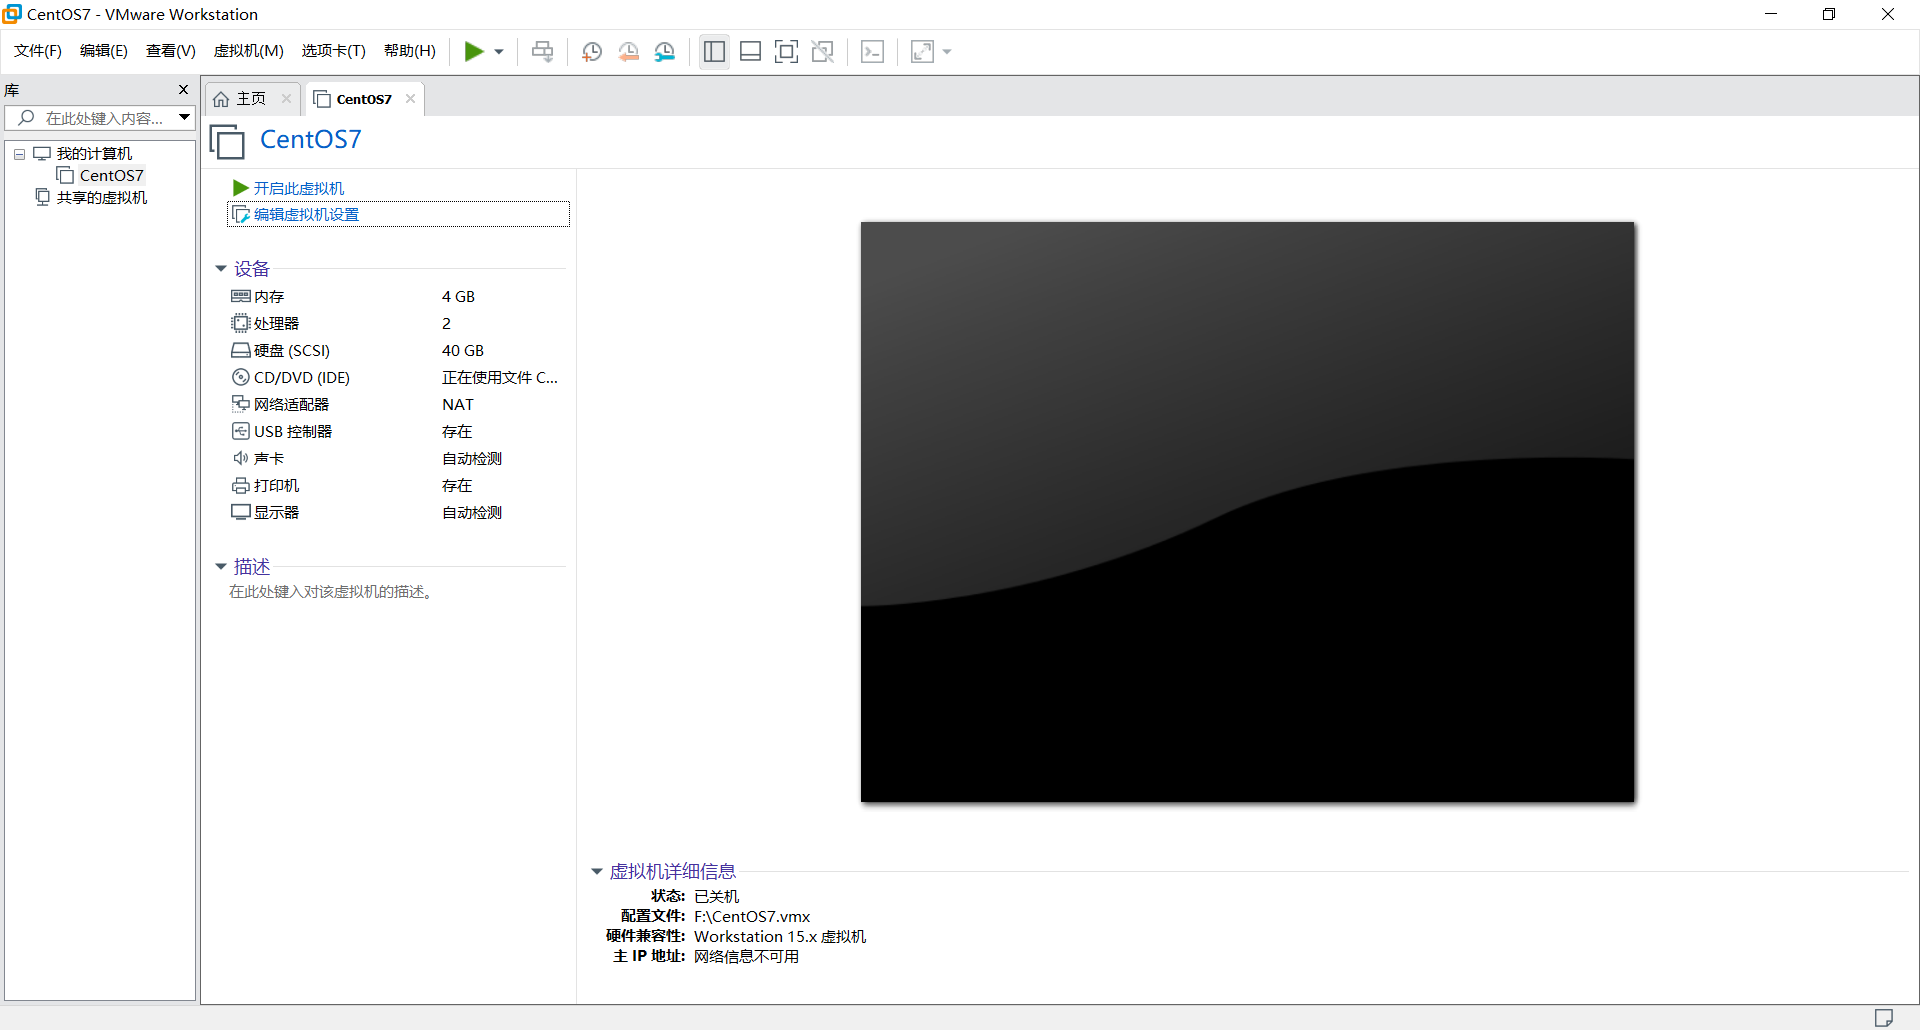 CentOS7 - VMware Workstation
文件(F) 编辑(E) 查看(V) 虚拟机(M) 选项卡(T) 帮助(H)
库
在此处键入内容...
我的计算机
CentOS7
共享的虚拟机
主页 CentOS7
CentOS7
开启此虚拟机
编辑虚拟机设置
设备
内存 4 GB
处理器 2
硬盘 (SCSI) 40 GB
CD/DVD (IDE) 正在使用文件 C...
网络适配器 NAT
USB 控制器 存在
声卡 自动检测
打印机 存在
显示器 自动检测
描述
在此处键入对该虚拟机的描述。
虚拟机详细信息
状态: 已关机
配置文件: F:\CentOS7.vmx
硬件兼容性: Workstation 15.x 虚拟机
主 IP 地址: 网络信息不可用